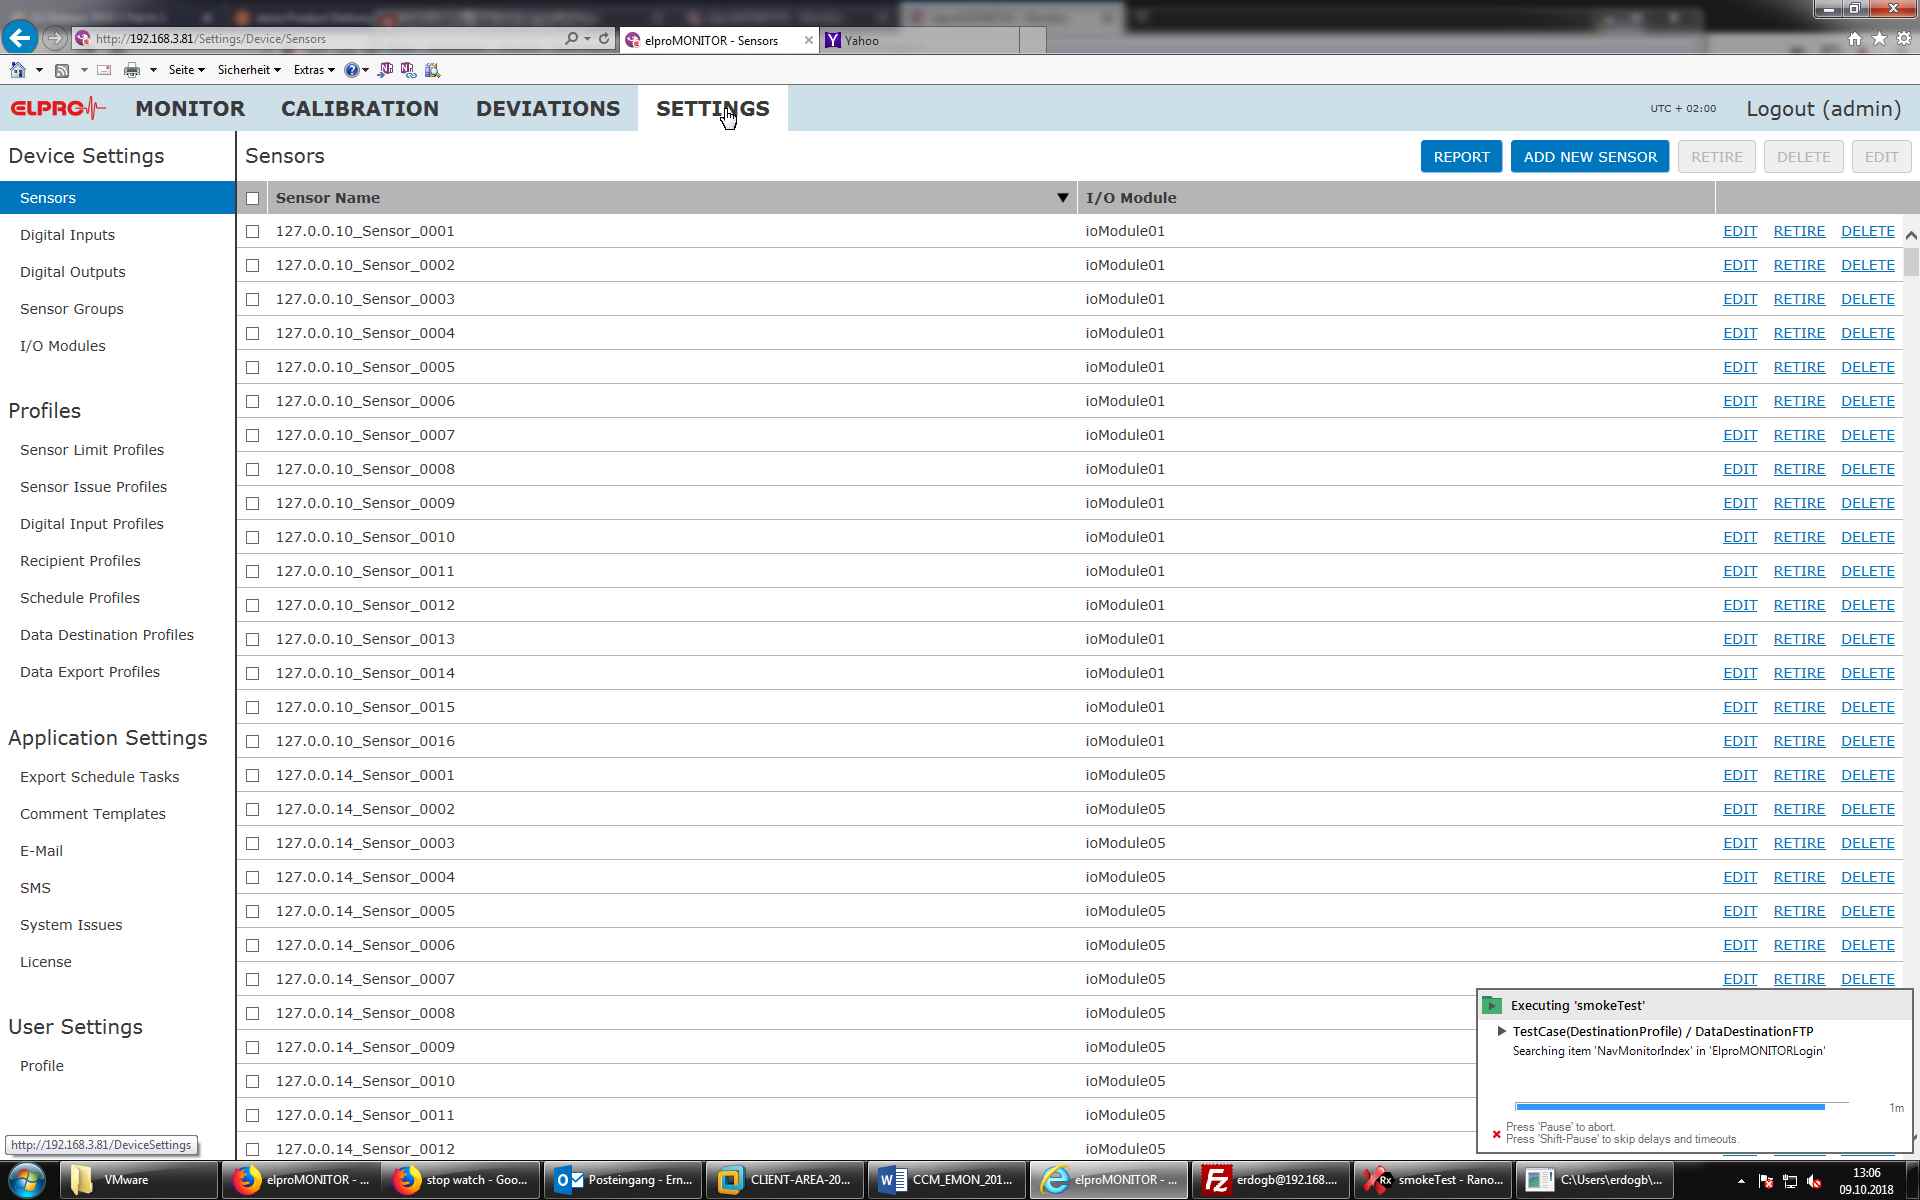 http://192.168.3.81/Settings/Device/Sensors
elproMONITOR - Sensors
Yahoo
Seite
Sicherheit
Extras
ELPRO
MONITOR
CALIBRATION
DEVIATIONS
SETTINGS
UTC + 02:00
Logout (admin)
Device Settings
Sensors
Digital Inputs
Digital Outputs
Sensor Groups
I/O Modules
Profiles
Sensor Limit Profiles
Sensor Issue Profiles
Digital Input Profiles
Recipient Profiles
Schedule Profiles
Data Destination Profiles
Data Export Profiles
Application Settings
Export Schedule Tasks
Comment Templates
E-Mail
SMS
System Issues
License
User Settings
Profile
http://192.168.3.81/DeviceSettings
Sensors
REPORT
ADD NEW SENSOR
RETIRE
DELETE
EDIT
Sensor Name I/O Module
127.0.0.10_Sensor_0001 ioModule01 EDIT RETIRE DELETE
127.0.0.10_Sensor_0002 ioModule01 EDIT RETIRE DELETE
127.0.0.10_Sensor_0003 ioModule01 EDIT RETIRE DELETE
127.0.0.10_Sensor_0004 ioModule01 EDIT RETIRE DELETE
127.0.0.10_Sensor_0005 ioModule01 EDIT RETIRE DELETE
127.0.0.10_Sensor_0006 ioModule01 EDIT RETIRE DELETE
127.0.0.10_Sensor_0007 ioModule01 EDIT RETIRE DELETE
127.0.0.10_Sensor_0008 ioModule01 EDIT RETIRE DELETE
127.0.0.10_Sensor_0009 ioModule01 EDIT RETIRE DELETE
127.0.0.10_Sensor_0010 ioModule01 EDIT RETIRE DELETE
127.0.0.10_Sensor_0011 ioModule01 EDIT RETIRE DELETE
127.0.0.10_Sensor_0012 ioModule01 EDIT RETIRE DELETE
127.0.0.10_Sensor_0013 ioModule01 EDIT RETIRE DELETE
127.0.0.10_Sensor_0014 ioModule01 EDIT RETIRE DELETE
127.0.0.10_Sensor_0015 ioModule01 EDIT RETIRE DELETE
127.0.0.10_Sensor_0016 ioModule01 EDIT RETIRE DELETE
127.0.0.14_Sensor_0001 ioModule05 EDIT RETIRE DELETE
127.0.0.14_Sensor_0002 ioModule05 EDIT RETIRE DELETE
127.0.0.14_Sensor_0003 ioModule05 EDIT RETIRE DELETE
127.0.0.14_Sensor_0004 ioModule05 EDIT RETIRE DELETE
127.0.0.14_Sensor_0005 ioModule05 EDIT RETIRE DELETE
127.0.0.14_Sensor_0006 ioModule05 EDIT RETIRE DELETE
127.0.0.14_Sensor_0007 ioModule05 EDIT RETIRE DELETE
127.0.0.14_Sensor_0008 ioModule05
127.0.0.14_Sensor_0009 ioModule05
127.0.0.14_Sensor_0010 ioModule05
127.0.0.14_Sensor_0011 ioModule05
127.0.0.14_Sensor_0012 ioModule05
Executing 'smokeTest'
TestCase(DestinationProfile) / DataDestinationFTP
Searching item 'NavMonitorIndex' in 'ElproMONITORLogin'
1m
Press 'Pause' to abort.
Press 'Shift-Pause' to skip delays and timeouts.
VMware
elproMONITOR - ...
stop watch - Goo...
Posteingang - Ern...
CLIENT-AREA-20...
CCM_EMON_201...
elproMONITOR - ...
erdogb@192.168....
smokeTest - Rano...
C:\Users\erdogb\...
13:06
09.10.2018